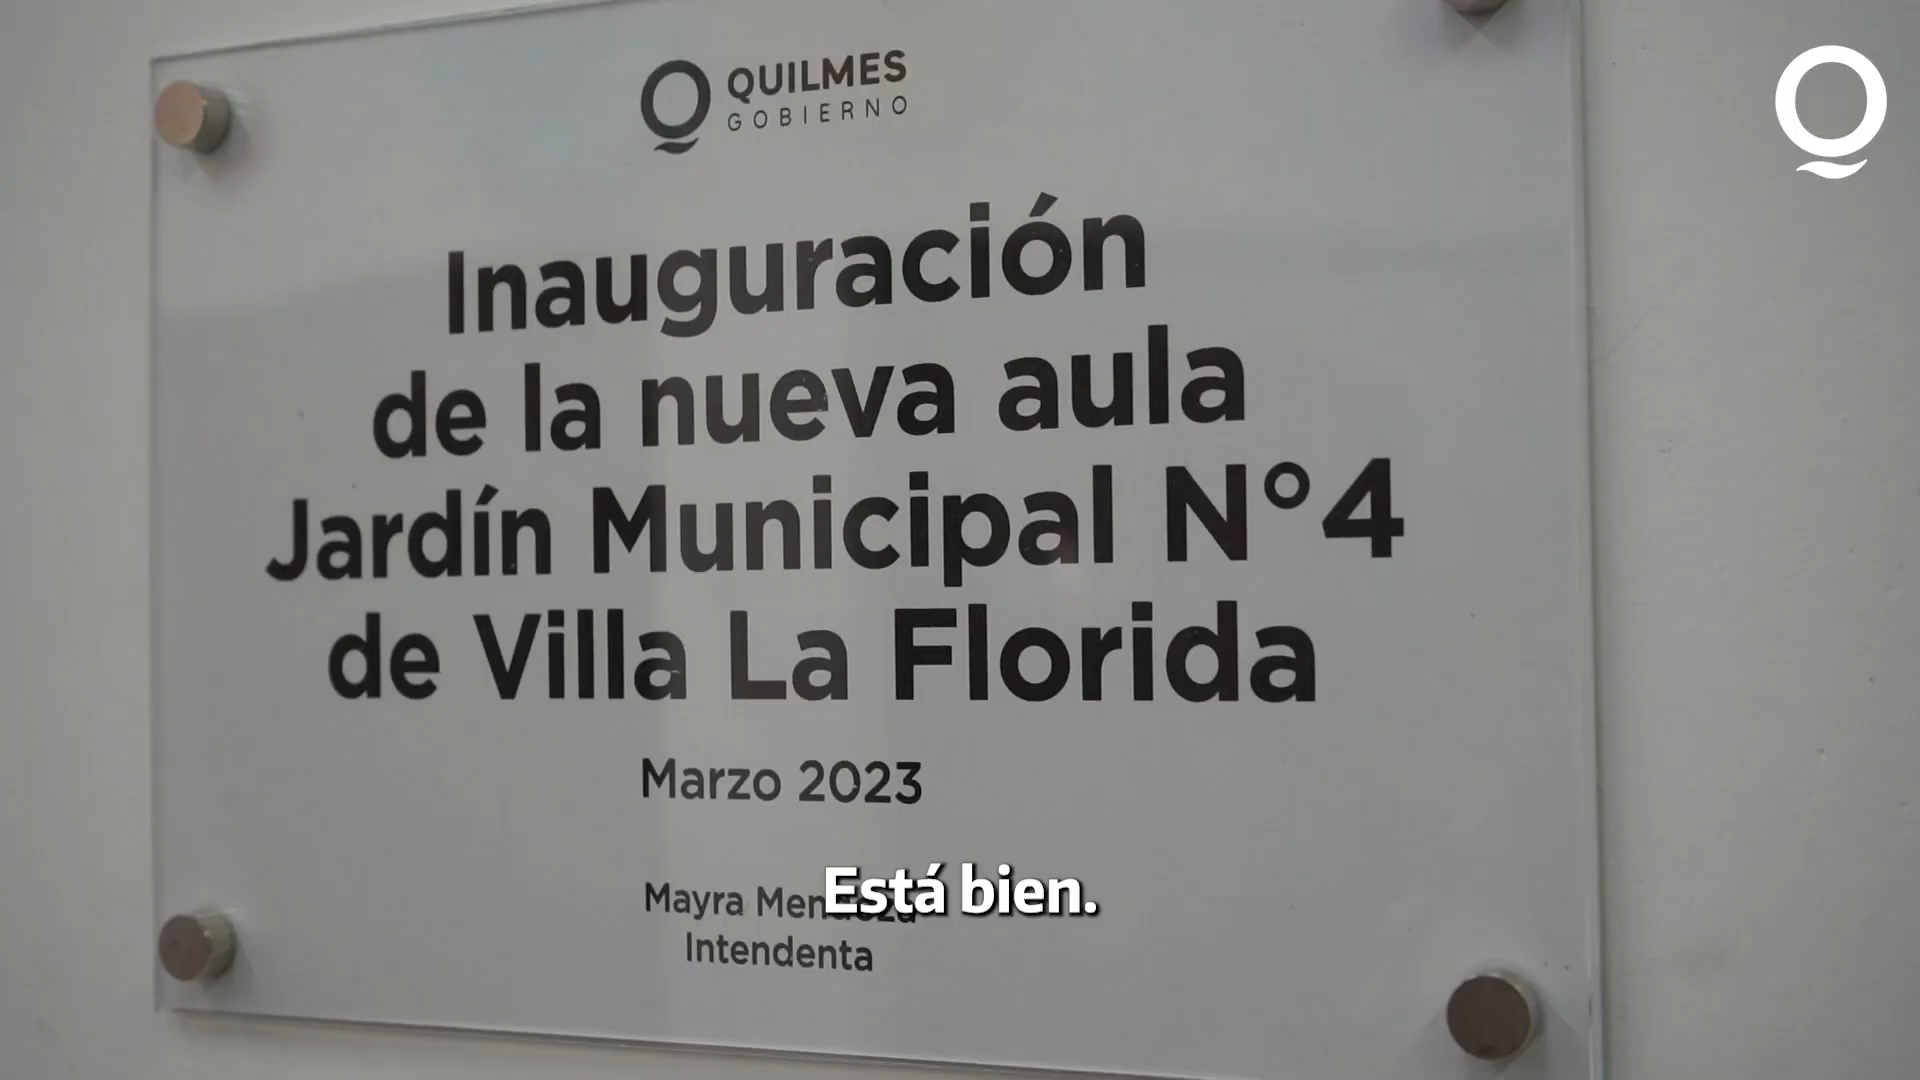 QUILMES
GOBIERNO
Inauguración
de la nueva aula
Jardín Municipal N°4
de Villa La Florida
Marzo 2023
Mayra Mendoza
Está bien.
Intendenta